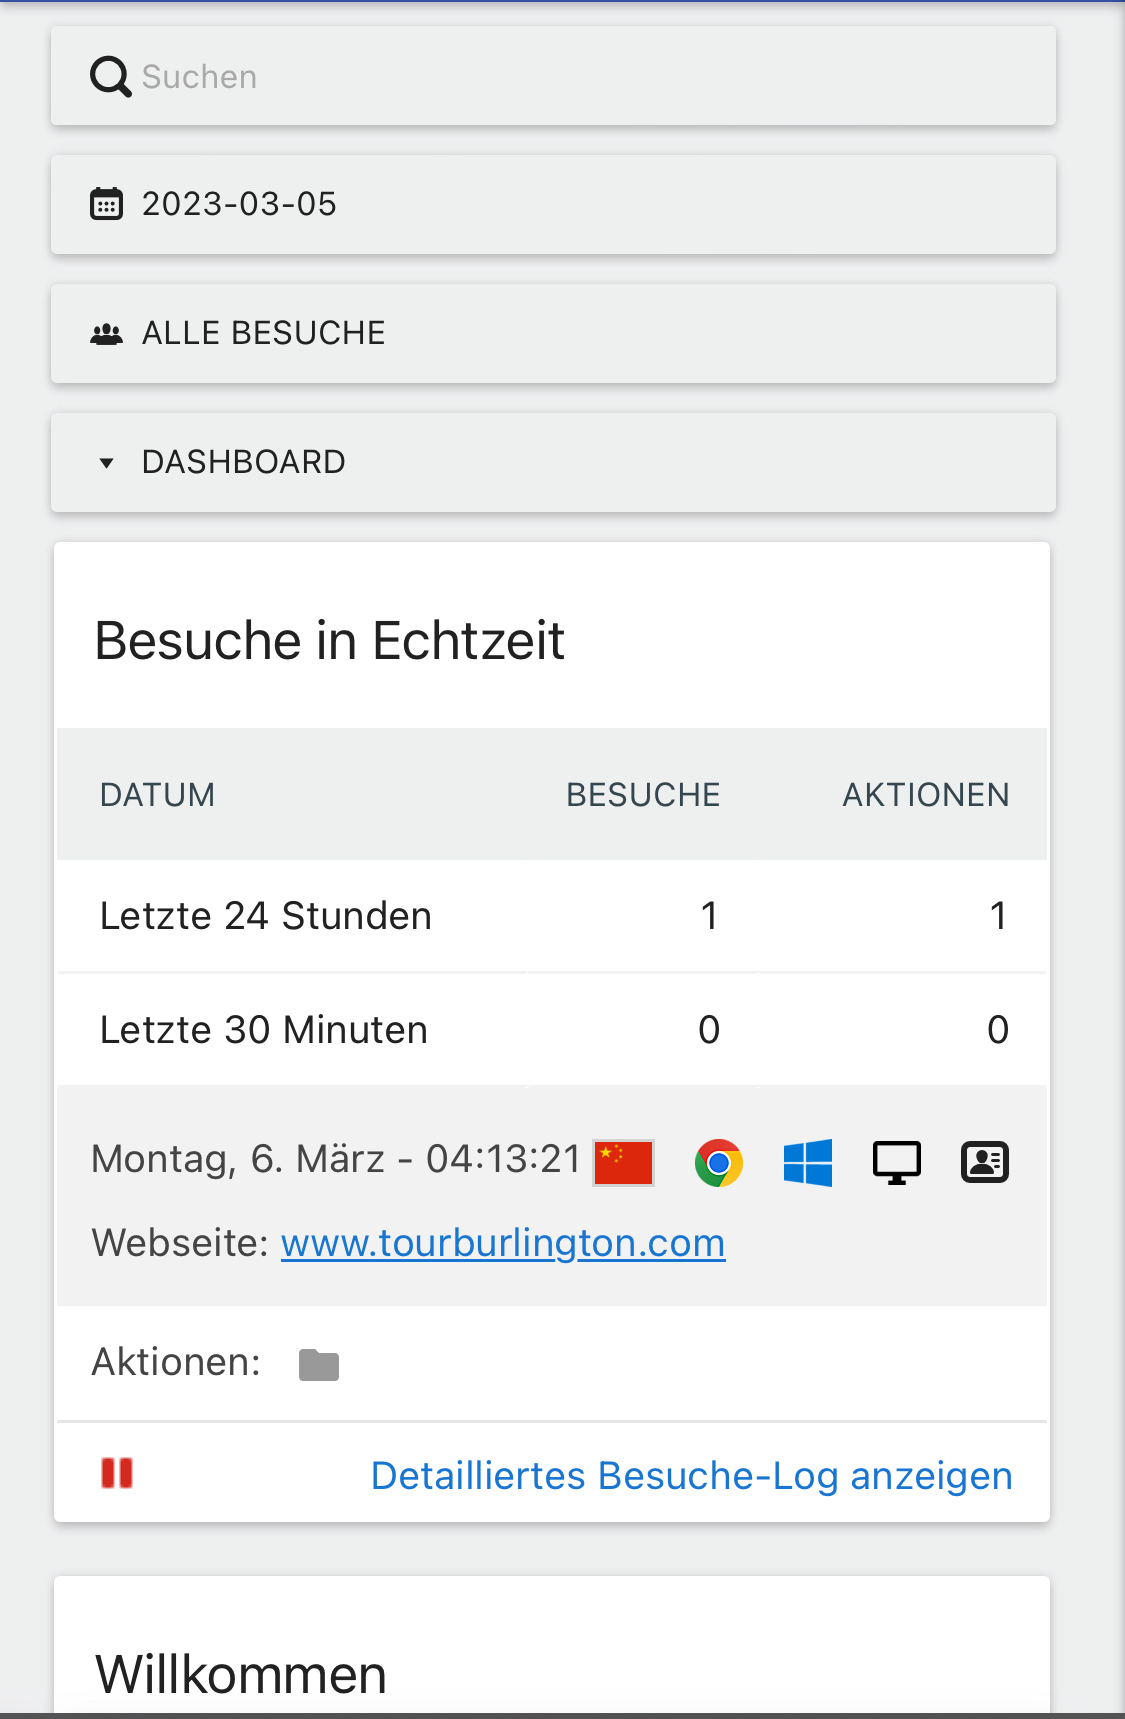 Suchen
2023-03-05
ALLE BESUCHE
DASHBOARD
Besuche in Echtzeit
DATUM BESUCHE AKTIONEN
Letzte 24 Stunden 1 1
Letzte 30 Minuten 0 0
Montag, 6. März - 04:13:21
Webseite: www.tourburlington.com
Aktionen:
Detailliertes Besuche-Log anzeigen
Willkommen